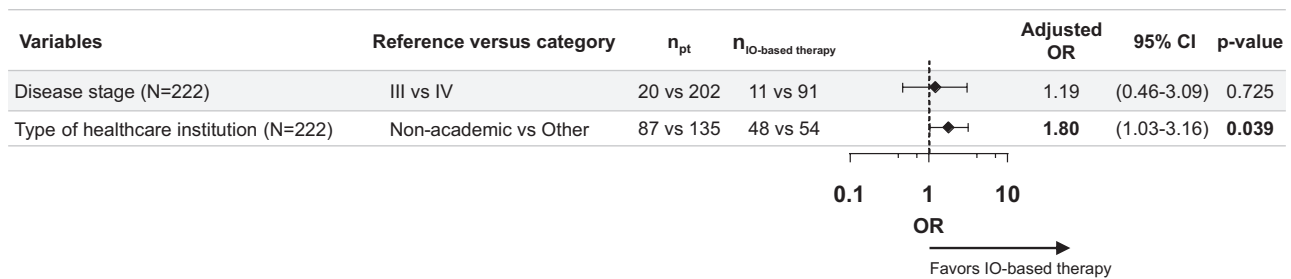 Variables Reference versus category npt nIO-based therapy Adjusted OR 95% CI p-value
Disease stage (N=222) III vs IV 20 vs 202 11 vs 91 1.19 (0.46-3.09) 0.725
Type of healthcare institution (N=222) Non-academic vs Other 87 vs 135 48 vs 54 1.80 (1.03-3.16) 0.039
0.1 1 10
OR
Favors IO-based therapy